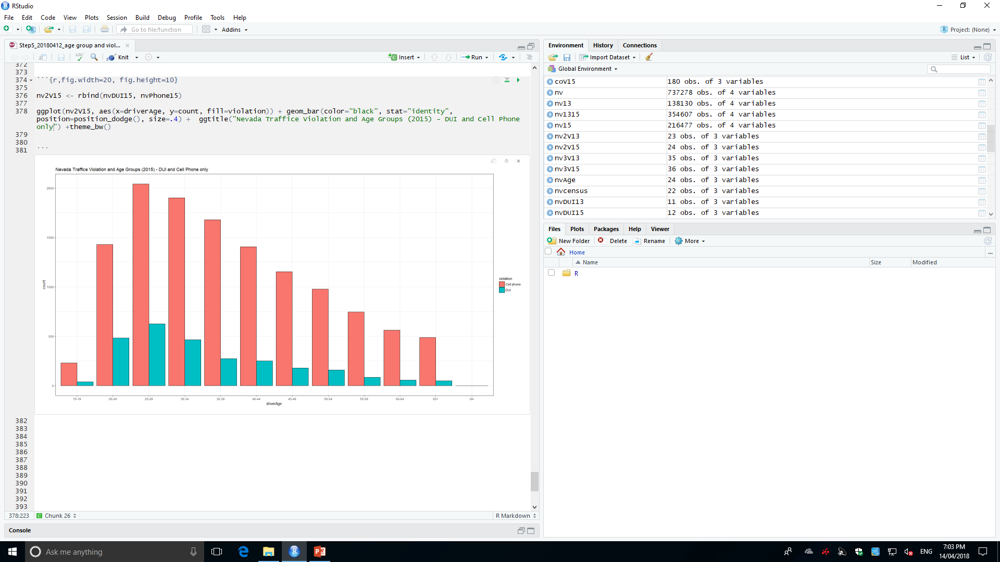 RStudio
File Edit Code View Plots Session Build Debug Profile Tools Help
Go to file/function Addins Project: (None)
Step5_20180412_age group and viol...
ABC Knit Insert Run
372
373
374 ```{r,fig.width=20, fig.height=10}
375
376 nv2V15 <- rbind(nvDUI15, nvPhone15)
377
378 ggplot(nv2V15, aes(x=driverAge, y=count, fill=violation)) + geom_bar(color="black", stat="identity",
position=position_dodge(), size=.4) + ggtitle("Nevada Traffice Violation and Age Groups (2015) - DUI and Cell Phone
only") +theme_bw()
379
380
381 ```
Nevada Traffice Violation and Age Groups (2015) - DUI and Cell Phone only
2000
1500
1000
500
0
count
15-19 20-24 25-29 30-34 35-39 40-44 45-49 50-54 55-59 60-64 65+ NA
driverAge
violation
Cell phone
DUI
382
383
384
385
386
387
388
389
390
391
392
393
378:223 Chunk 26 R Markdown
Console
Environment History Connections
Import Dataset List
Global Environment
coV15 180 obs. of 3 variables
nv 737278 obs. of 4 variables
nv13 138130 obs. of 4 variables
nv1315 354607 obs. of 4 variables
nv15 216477 obs. of 4 variables
nv2V13 23 obs. of 3 variables
nv2V15 24 obs. of 3 variables
nv3V13 35 obs. of 3 variables
nv3V15 36 obs. of 3 variables
nvAge 24 obs. of 3 variables
nvcensus 22 obs. of 3 variables
nvDUI13 11 obs. of 3 variables
nvDUI15 12 obs. of 3 variables
Files Plots Packages Help Viewer
New Folder Delete Rename More
Home ...
Name Size Modified
R
Ask me anything
ENG
7:03 PM
14/04/2018